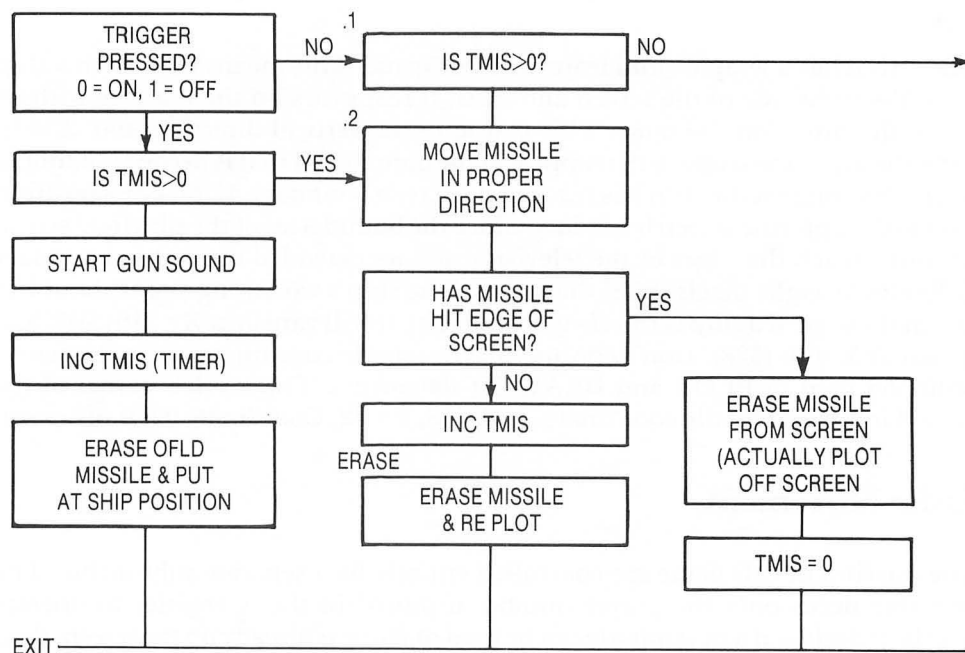 TRIGGER
PRESSED?
0 = ON, 1 = OFF
NO
.1
IS TMIS>0?
NO
YES
.2
IS TMIS>0
YES
MOVE MISSILE
IN PROPER
DIRECTION
START GUN SOUND
HAS MISSILE
HIT EDGE OF
SCREEN?
YES
INC TMIS (TIMER)
NO
INC TMIS
ERASE
ERASE MISSILE
& RE PLOT
ERASE MISSILE
FROM SCREEN
(ACTUALLY PLOT
OFF SCREEN
ERASE OFLD
MISSILE & PUT
AT SHIP POSITION
TMIS = 0
EXIT